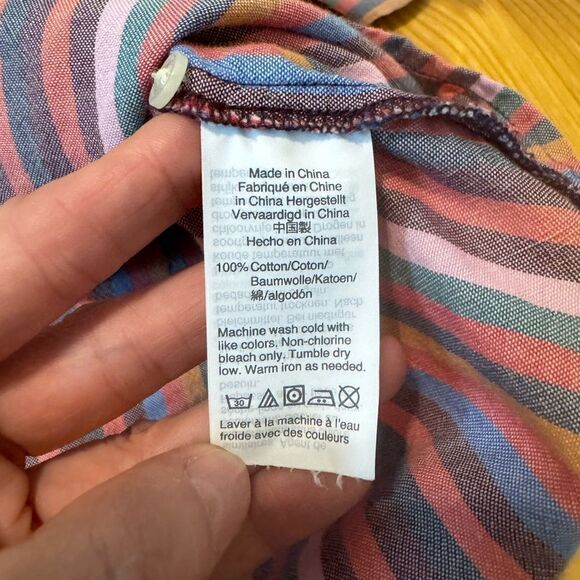 Made in China
Fabriqué en Chine
in China Hergestellt
Vervaardigd in China
中国製
Hecho en China
100% Cotton/Coton/
Baumwolle/Katoen/
綿/algodón
Machine wash cold with
like colors. Non-chlorine
bleach only. Tumble dry
low. Warm iron as needed.
30
Laver à la machine à l'eau
froide avec des couleurs